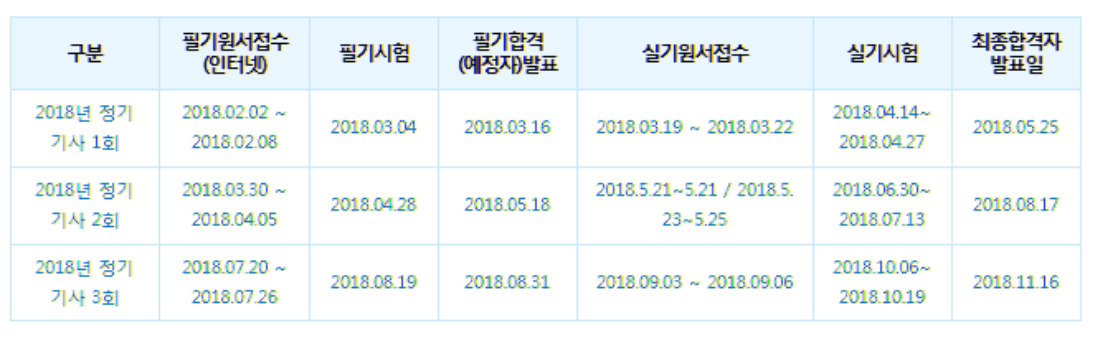 구분 필기원서접수 (인터넷) 필기시험 필기합격 (예정자)발표 실기원서접수 실기시험 최종합격자 발표일
2018년 정기 기사 1회 2018.02.02 ~ 2018.02.08 2018.03.04 2018.03.16 2018.03.19 ~ 2018.03.22 2018.04.14~ 2018.04.27 2018.05.25
2018년 정기 기사 2회 2018.03.30 ~ 2018.04.05 2018.04.28 2018.05.18 2018.5.21~5.21 / 2018.5. 23~5.25 2018.06.30~ 2018.07.13 2018.08.17
2018년 정기 기사 3회 2018.07.20 ~ 2018.07.26 2018.08.19 2018.08.31 2018.09.03 ~ 2018.09.06 2018.10.06~ 2018.10.19 2018.11.16